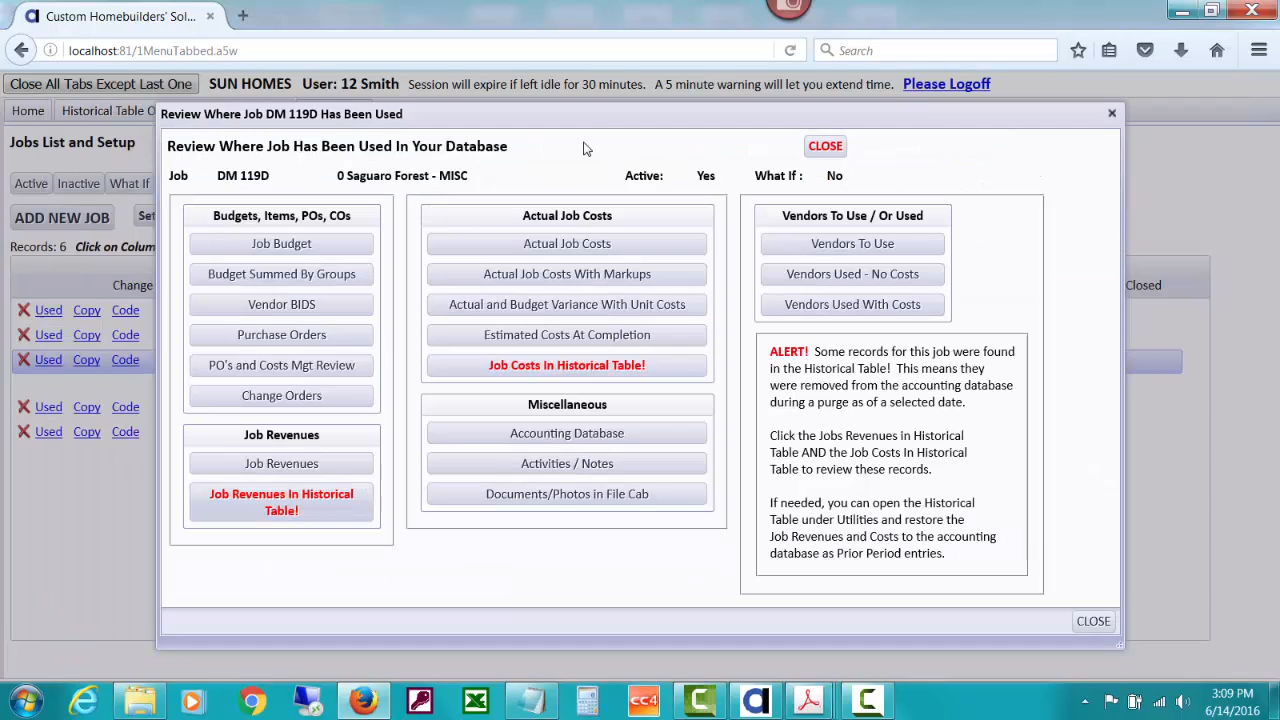 Custom Homebuilders' Sol...
localhost:81/1MenuTabbed.a5w
Search
Close All Tabs Except Last One
SUN HOMES User: 12 Smith Session will expire if left idle for 30 minutes. A 5 minute warning will let you extend time. Please Logoff
Home
Historical Table O
Review Where Job DM 119D Has Been Used
Jobs List and Setup
Review Where Job Has Been Used In Your Database
CLOSE
Job DM 119D 0 Saguaro Forest - MISC Active: Yes What If : No
Active Inactive What If
ADD NEW JOB Set
Records: 6 Click on Colum
Change
Closed
Used Copy Code
Used Copy Code
Used Copy Code
Used Copy Code
Used Copy Code
Budgets, Items, POs, COs
Job Budget
Budget Summed By Groups
Vendor BIDS
Purchase Orders
PO's and Costs Mgt Review
Change Orders
Job Revenues
Job Revenues
Job Revenues In Historical
Table!
Actual Job Costs
Actual Job Costs
Actual Job Costs With Markups
Actual and Budget Variance With Unit Costs
Estimated Costs At Completion
Job Costs In Historical Table!
Miscellaneous
Accounting Database
Activities / Notes
Documents/Photos in File Cab
Vendors To Use / Or Used
Vendors To Use
Vendors Used - No Costs
Vendors Used With Costs
ALERT! Some records for this job were found
in the Historical Table! This means they
were removed from the accounting database
during a purge as of a selected date.
Click the Jobs Revenues in Historical
Table AND the Job Costs In Historical
Table to review these records.
If needed, you can open the Historical
Table under Utilities and restore the
Job Revenues and Costs to the accounting
database as Prior Period entries.
CLOSE
CC4
3:09 PM
6/14/2016